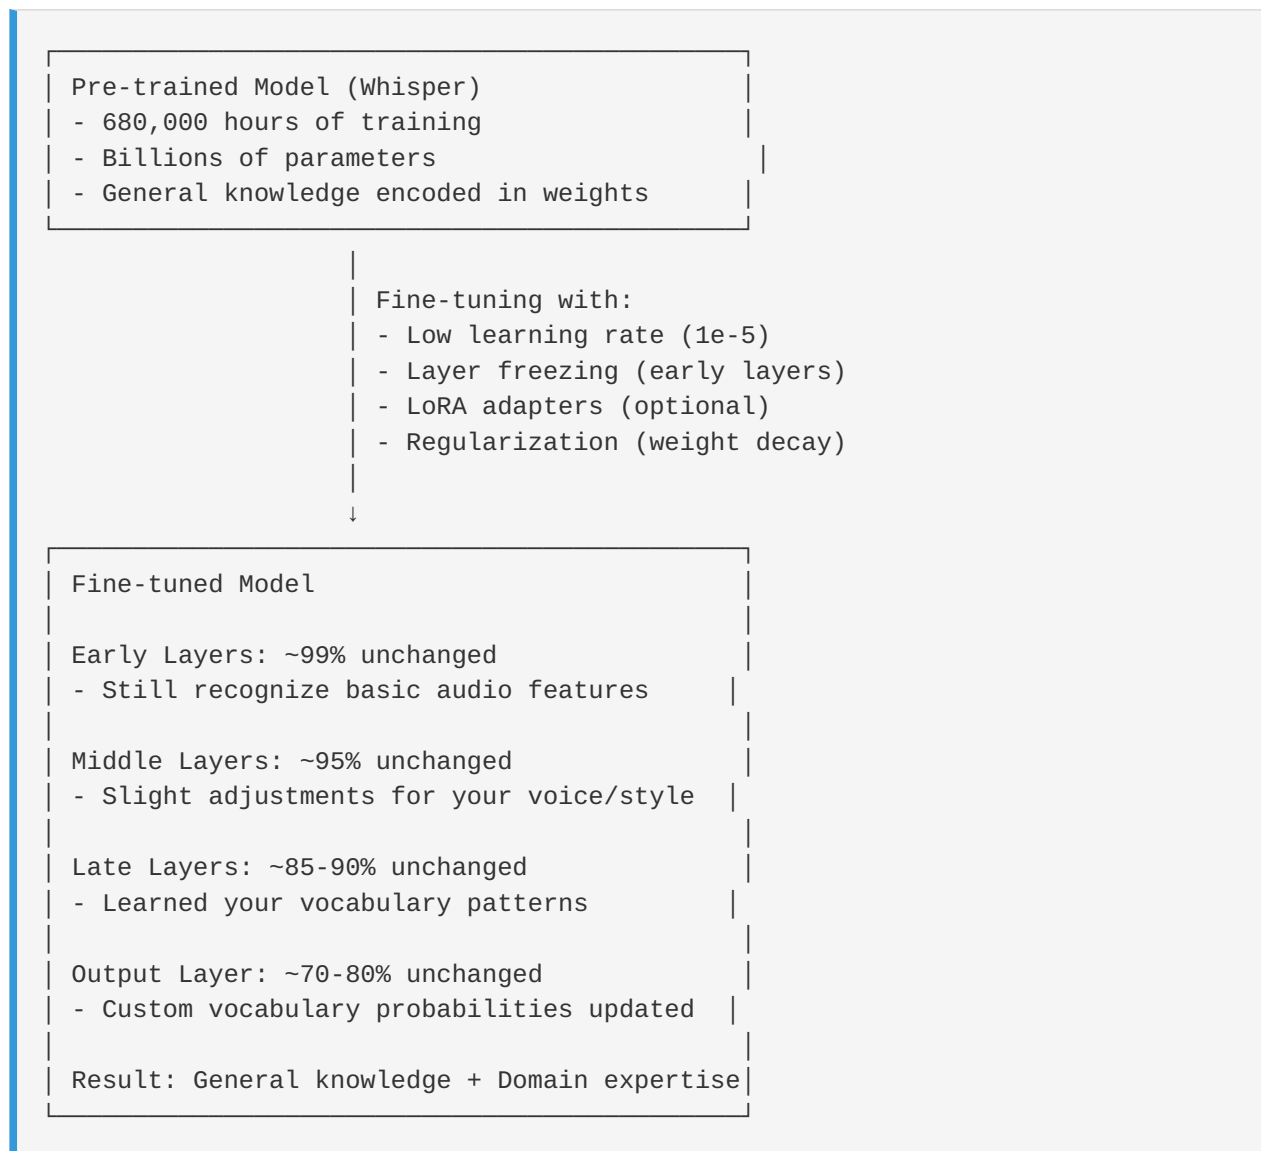 Pre-trained Model (Whisper)
- 680,000 hours of training
- Billions of parameters
- General knowledge encoded in weights
Fine-tuning with:
- Low learning rate (1e-5)
- Layer freezing (early layers)
- LoRA adapters (optional)
- Regularization (weight decay)
↓
Fine-tuned Model
Early Layers: ~99% unchanged
- Still recognize basic audio features
Middle Layers: ~95% unchanged
- Slight adjustments for your voice/style
Late Layers: ~85-90% unchanged
- Learned your vocabulary patterns
Output Layer: ~70-80% unchanged
- Custom vocabulary probabilities updated
Result: General knowledge + Domain expertise